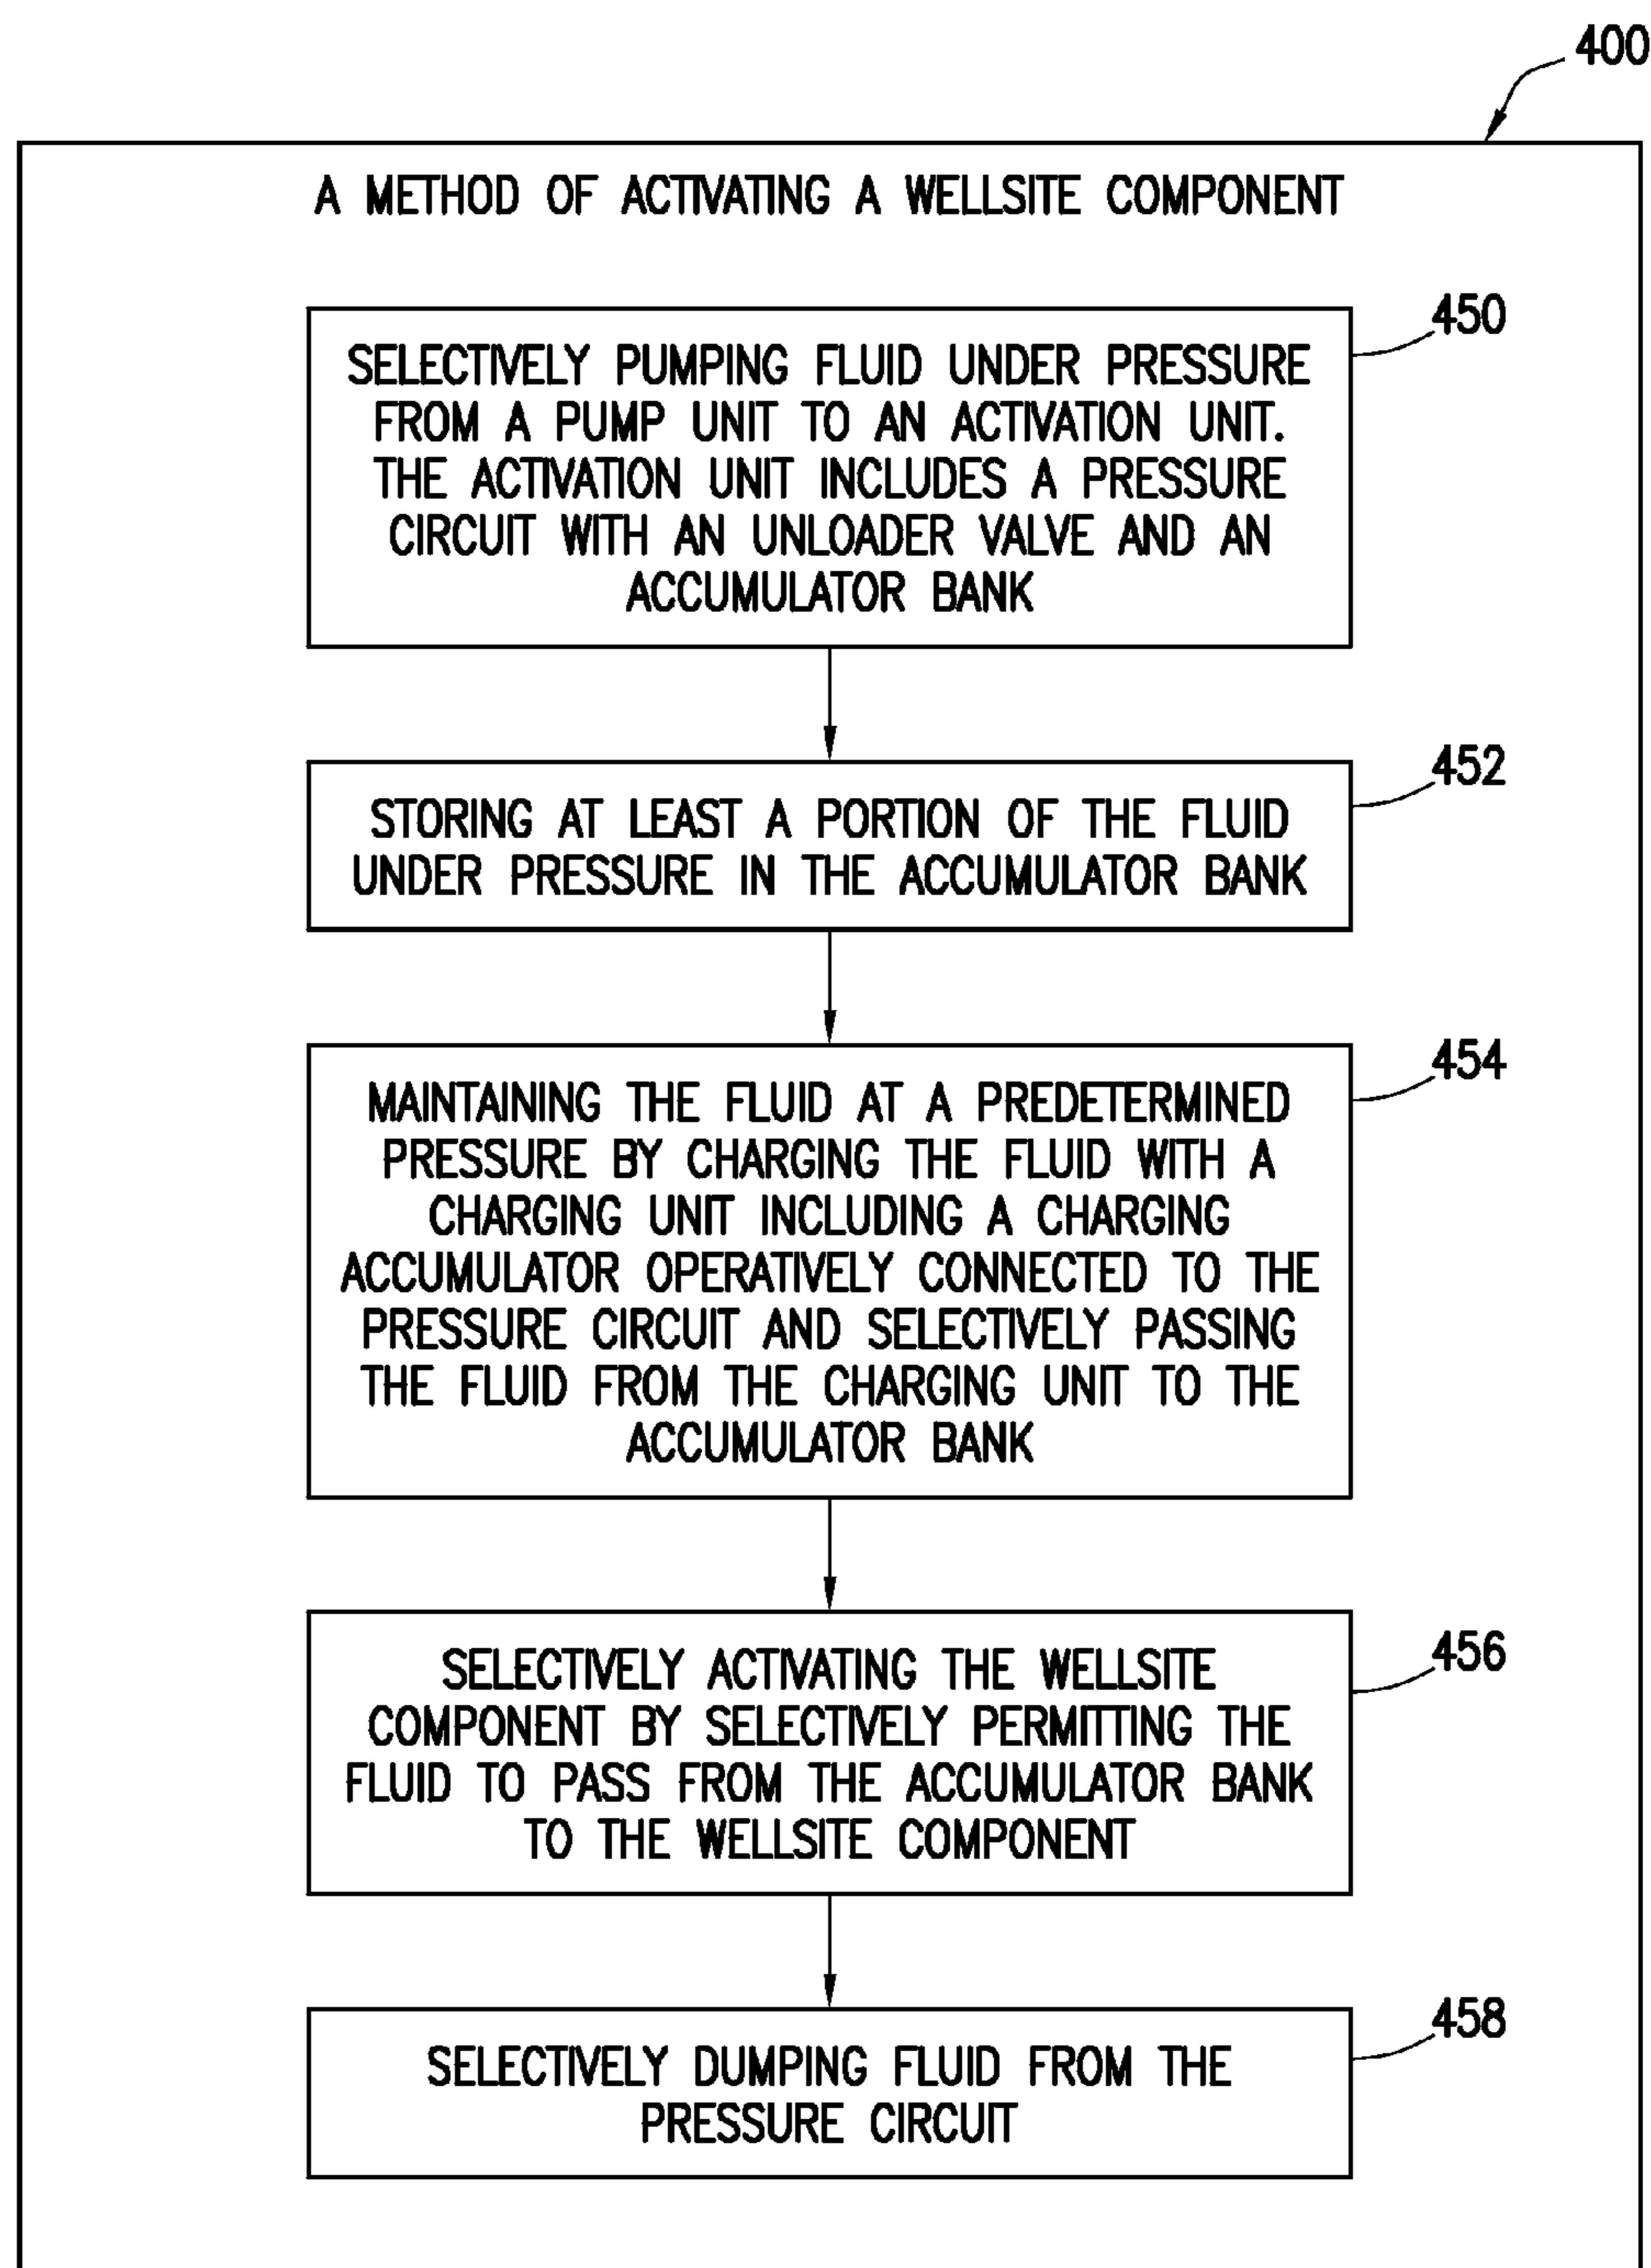 400
A METHOD OF ACTIVATING A WELLSITE COMPONENT
450
SELECTIVELY PUMPING FLUID UNDER PRESSURE
FROM A PUMP UNIT TO AN ACTIVATION UNIT.
THE ACTIVATION UNIT INCLUDES A PRESSURE
CIRCUIT WITH AN UNLOADER VALVE AND AN
ACCUMULATOR BANK
452
STORING AT LEAST A PORTION OF THE FLUID
UNDER PRESSURE IN THE ACCUMULATOR BANK
454
MAINTAINING THE FLUID AT A PREDETERMINED
PRESSURE BY CHARGING THE FLUID WITH A
CHARGING UNIT INCLUDING A CHARGING
ACCUMULATOR OPERATIVELY CONNECTED TO THE
PRESSURE CIRCUIT AND SELECTIVELY PASSING
THE FLUID FROM THE CHARGING UNIT TO THE
ACCUMULATOR BANK
456
SELECTIVELY ACTIVATING THE WELLSITE
COMPONENT BY SELECTIVELY PERMITTING THE
FLUID TO PASS FROM THE ACCUMULATOR BANK
TO THE WELLSITE COMPONENT
458
SELECTIVELY DUMPING FLUID FROM THE
PRESSURE CIRCUIT